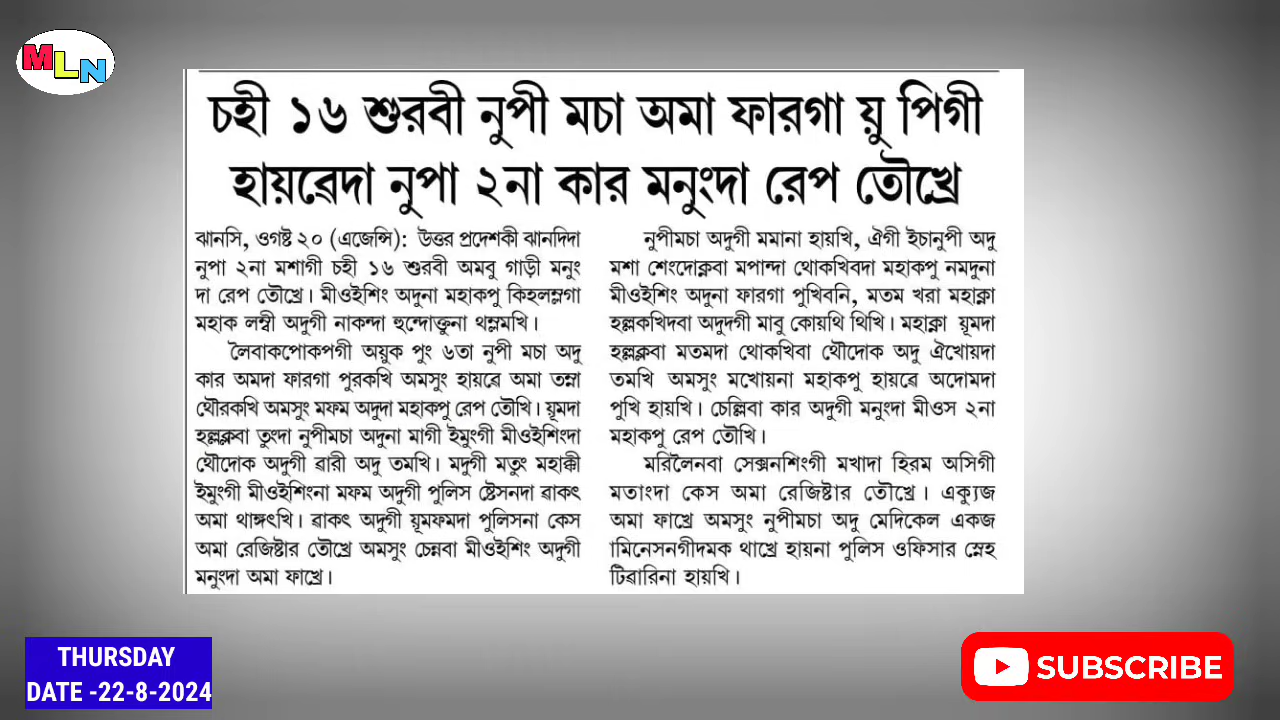 MLN
চহী ১৬ শুরবী নুপী মচা অমা ফারগা য়ু পিগী
হায়ৱেদা নুপা ২না কার মনুংদা রেপ তৌখ্রে
ঝানসি, ওগষ্ট ২০ (এজেন্সি): উত্তর প্রদেশকী ঝানদিদা
নুপা ২না মশাগী চহী ১৬ শুরবী অমবু গাড়ী মনুং
দা রেপ তৌখ্রে। মীওইশিং অদুনা মহাকপু কিহলম্লগা
মহাক লম্বী অদুগী নাকন্দা হুন্দোক্তুনা থম্লমখি।
লৈবাকপোকপগী অয়ুক পুং ৬তা নুপী মচা অদু
কার অমদা ফারগা পুরকখি অমসুং হায়ৱে অমা তম্না
থৌরকখি অমসুং মফম অদুদা মহাকপু রেপ তৌখি। য়ূমদা
হল্লক্লবা তুংদা নুপীমচা অদুনা মাগী ইমুংগী মীওইশিংদা
থৌদোক অদুগী ৱারী অদু তমখি। মদুগী মতুং মহাক্কী
ইমুংগী মীওইশিংনা মফম অদুগী পুলিস ষ্টেসনদা ৱাকৎ
অমা থাঙ্গৎখি। ৱাকৎ অদুগী য়ূমফমদা পুলিসনা কেস
অমা রেজিষ্টার তৌখ্রে অমসুং চেন্নবা মীওইশিং অদুগী
মনুংদা অমা ফাখ্রে।
নুপীমচা অদুগী মমানা হায়খি, ঐগী ইচানুপী অদু
মশা শেংদোক্নবা মপান্দা থোকখিবদা মহাকপু নমদুনা
মীওইশিং অদুনা ফারগা পুখিবনি, মতম খরা মহাক্না
হল্লকখিদবা অদুদগী মাবু কোয়থি থিখি। মহাক্না য়ূমদা
হল্লক্লবা মতমদা থোকখিবা থৌদোক অদু ঐখোয়দা
তমখি অমসুং মখোয়না মহাকপু হায়ৱে অদোমদা
পুখি হায়খি। চেল্লিবা কার অদুগী মনুংদা মীওস ২না
মহাকপু রেপ তৌখি।
মরিলৈনবা সেক্সনশিংগী মখাদা হিরম অসিগী
মতাংদা কেস অমা রেজিষ্টার তৌখ্রে। এক্যুজ
অমা ফাখ্রে অমসুং নুপীমচা অদু মেদিকেল একজ
ামিনেসনগীদমক থাখ্রে হায়না পুলিস ওফিসার স্নেহ
টিৱারিনা হায়খি।
THURSDAY
DATE -22-8-2024
SUBSCRIBE